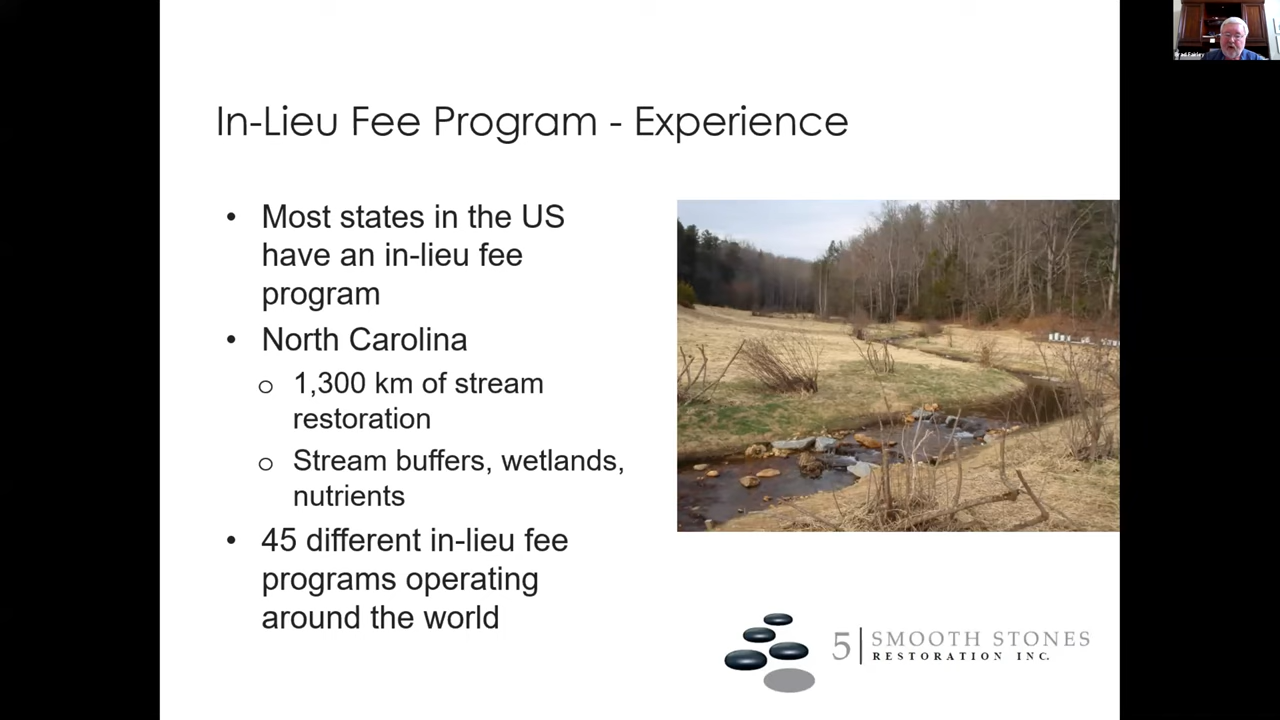 In-Lieu Fee Program - Experience
• Most states in the US
have an in-lieu fee
program
• North Carolina
o 1,300 km of stream
restoration
o Stream buffers, wetlands,
nutrients
• 45 different in-lieu fee
programs operating
around the world
5 SMOOTH STONES
RESTORATION INC.